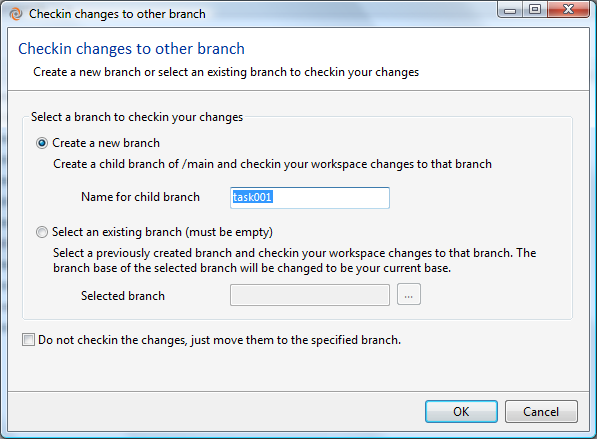 Checkin changes to other branch
Checkin changes to other branch
Create a new branch or select an existing branch to checkin your changes
Select a branch to checkin your changes
Create a new branch
Create a child branch of /main and checkin your workspace changes to that branch
Name for child branch
task001
Select an existing branch (must be empty)
Select a previously created branch and checkin your workspace changes to that branch. The
branch base of the selected branch will be changed to be your current base.
Selected branch
...
Do not checkin the changes, just move them to the specified branch.
OK
Cancel